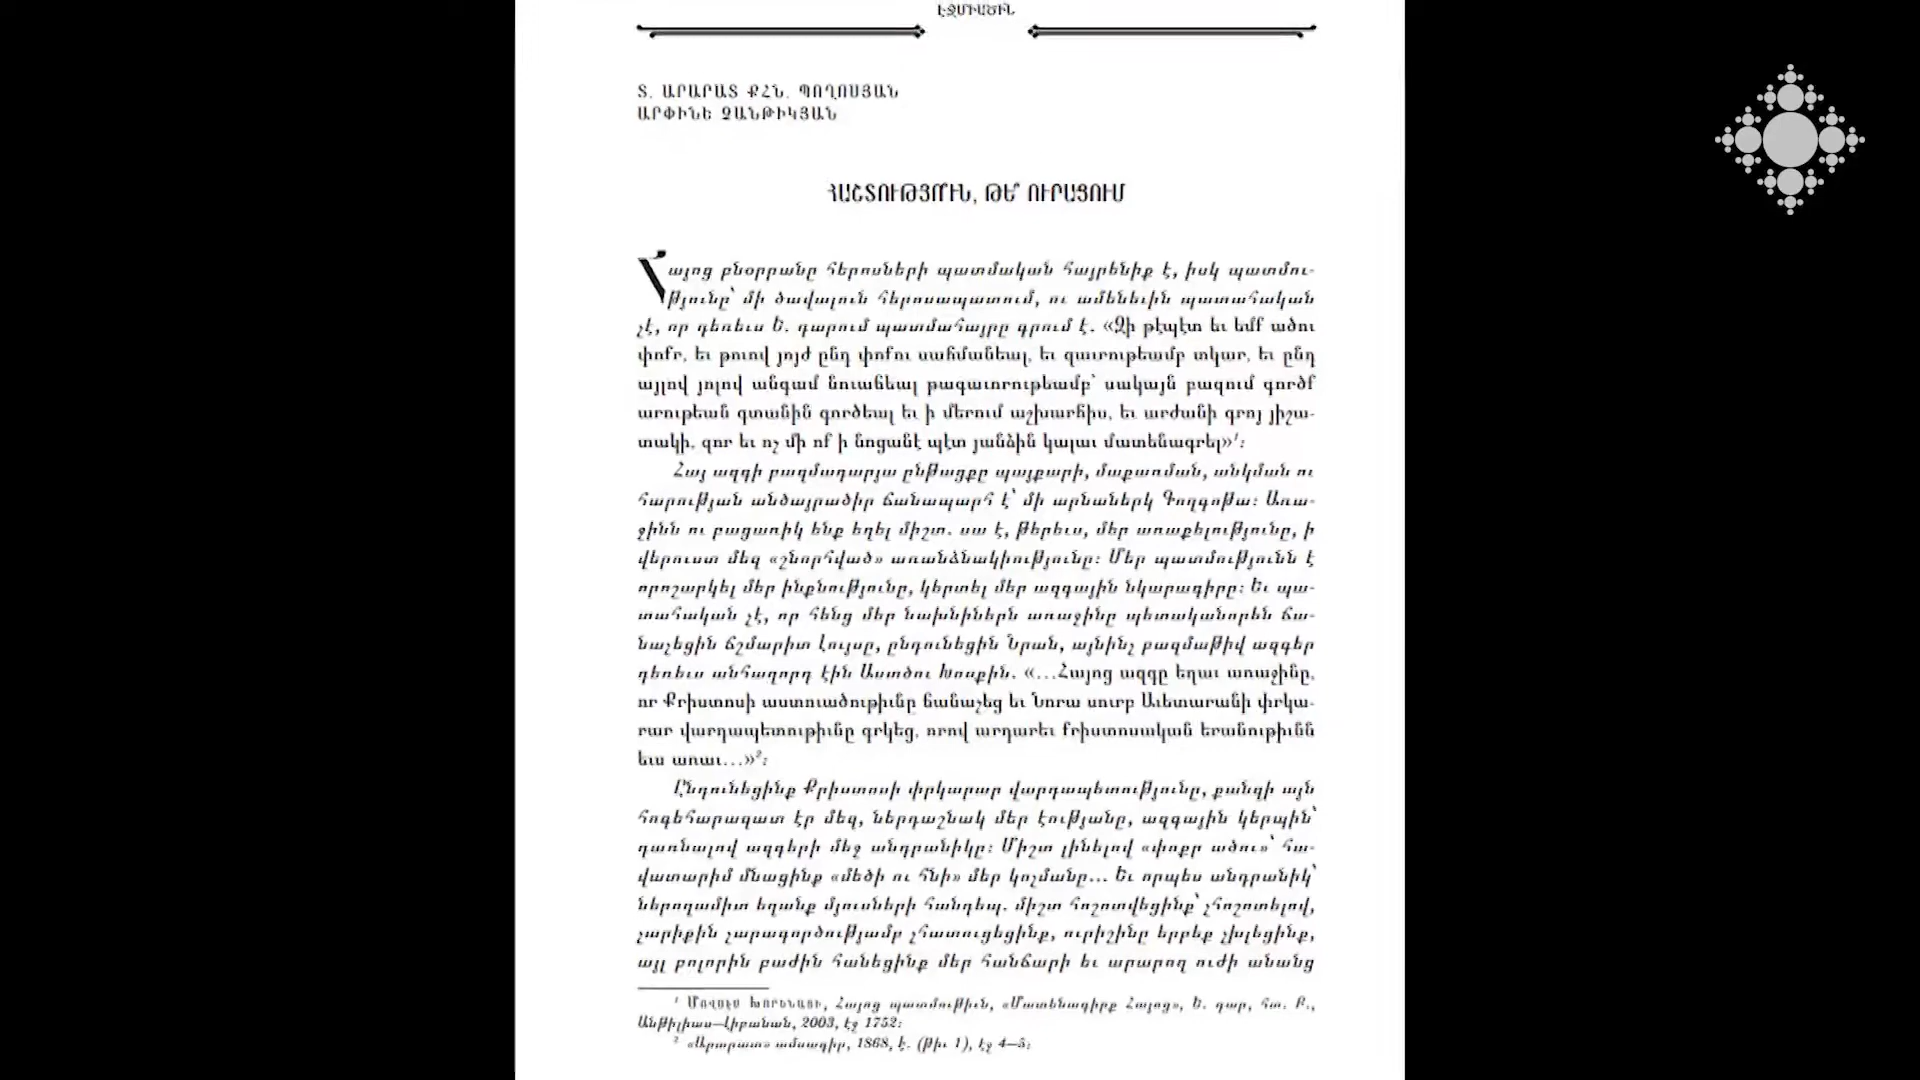 ԷՋՄԻԱԾԻՆ
Տ. ԱՐԱՐԱՏ ՔՀՆ. ՊՈՂՈՍՅԱՆ
ԱՐՓԻՆԵ ՉԱՆԹԻԿՅԱՆ
ՀԱՇՏՈՒԹՅՈ՞ՒՆ, ԹԵ՞ ՈՒՐԱՑՈՒՄ
Հայոց բնօրրանը հերոսների պատմական հայրենիք է, իսկ պատմու-
թյունը՝ մի ծավալուն հերոսապատում, ու ամենեւին պատահական
չէ, որ դեռեւս Ե. դարում պատմահայրը գրում է. «Զի թէպէտ եւ եմք ածու
փոքր, եւ թուով յոյժ ընդ փոքու սահմանեալ, եւ զաւրութեամբ տկար, եւ ընդ
այլով յոլով անգամ նուաճեալ թագաւորութեամբ՝ սակայն բազում գործք
արութեան գտանին գործեալ եւ ի մերում աշխարհիս, եւ արժանի գրոյ յիշա-
տակի, զոր եւ ոչ մի ոք ի նոցանէ պէտ յանձին կալաւ մատենագրել»¹:
Հայ ազգի բազմադարյա ընթացքը պայքարի, մաքառման, անկման ու
հարության անծայրածիր ճանապարհ է՝ մի արնաներկ Գողգոթա: Առա-
ջինն ու բացառիկ ենք եղել միշտ. սա է, թերեւս, մեր առաքելությունը, ի
վերուստ մեզ «շնորհված» առանձնակիությունը: Մեր պատմությունն է
որոշարկել մեր ինքնությունը, կերտել մեր ազգային նկարագիրը: Եւ պա-
տահական չէ, որ հենց մեր նախնիներն առաջինը պետականորեն ճա-
նաչեցին ճշմարիտ Լույսը, ընդունեցին Նրան, այնինչ բազմաթիվ ազգեր
դեռեւս անհաղորդ էին Աստծու Խոսքին. «...Հայոց ազգը եղաւ առաջինը,
որ Քրիստոսի աստուածութիւնը ճանաչեց եւ Նորա սուրբ Աւետարանի փրկա-
րար վարդապետութիւնը գրկեց, որով արդարեւ քրիստոսական երանութիւնն
եւս առաւ...»²:
Ընդունեցինք Քրիստոսի փրկարար վարդապետությունը, քանզի այն
հոգեհարազատ էր մեզ, ներդաշնակ մեր էությանը, ազգային կերպին՝
դառնալով ազգերի մեջ անդրանիկը: Միշտ լինելով «փոքր ածու»՝ հա-
վատարիմ մնացինք «մեծի ու հնի» մեր կոչմանը... Եւ որպես անդրանիկ՝
ներողամիտ եղանք մյուսների հանդեպ. միշտ հոշոտվեցինք՝ չհոշոտելով,
չարիքին չարագործությամբ չհատուցեցինք, ուրիշինը երբեք չխլեցինք,
այլ բոլորին բաժին հանեցինք մեր հանճարի եւ արարող ուժի անանց
¹ ՄՈՎՍԷՍ ԽՈՐԵՆԱՑԻ, Հայոց պատմութիւն, «Մատենագիրք Հայոց», Ե. դար, հտ. Բ.,
Անթիլիաս–Լիբանան, 2003, էջ 1752:
² «Արարատ» ամսագիր, 1868, է. (թիւ 1), էջ 4–5: